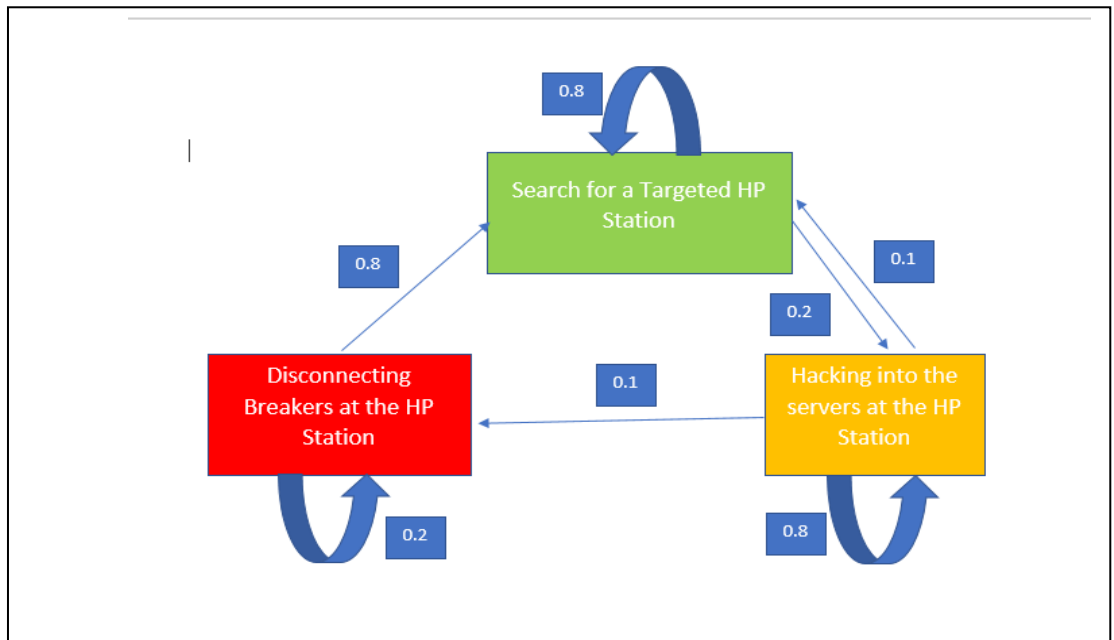 0.8
Search for a Targeted HP
Station
0.8
0.1
0.2
Disconnecting
Breakers at the HP
Station
0.1
Hacking into the
servers at the HP
Station
0.2
0.8